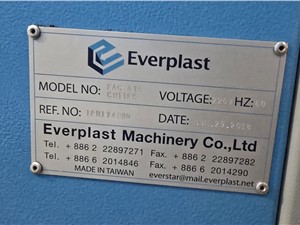 Everplast
MODEL NO:
VOLTAGE: HZ:
REF. NO: DATE:
Everplast Machinery Co.,Ltd
Tel. + 886 2 22897271 Fax. + 886 2 22897282
Tel. + 886 6 2014846 Fax. + 886 6 2014290
MADE IN TAIWAN everstar@mail.everplast.net